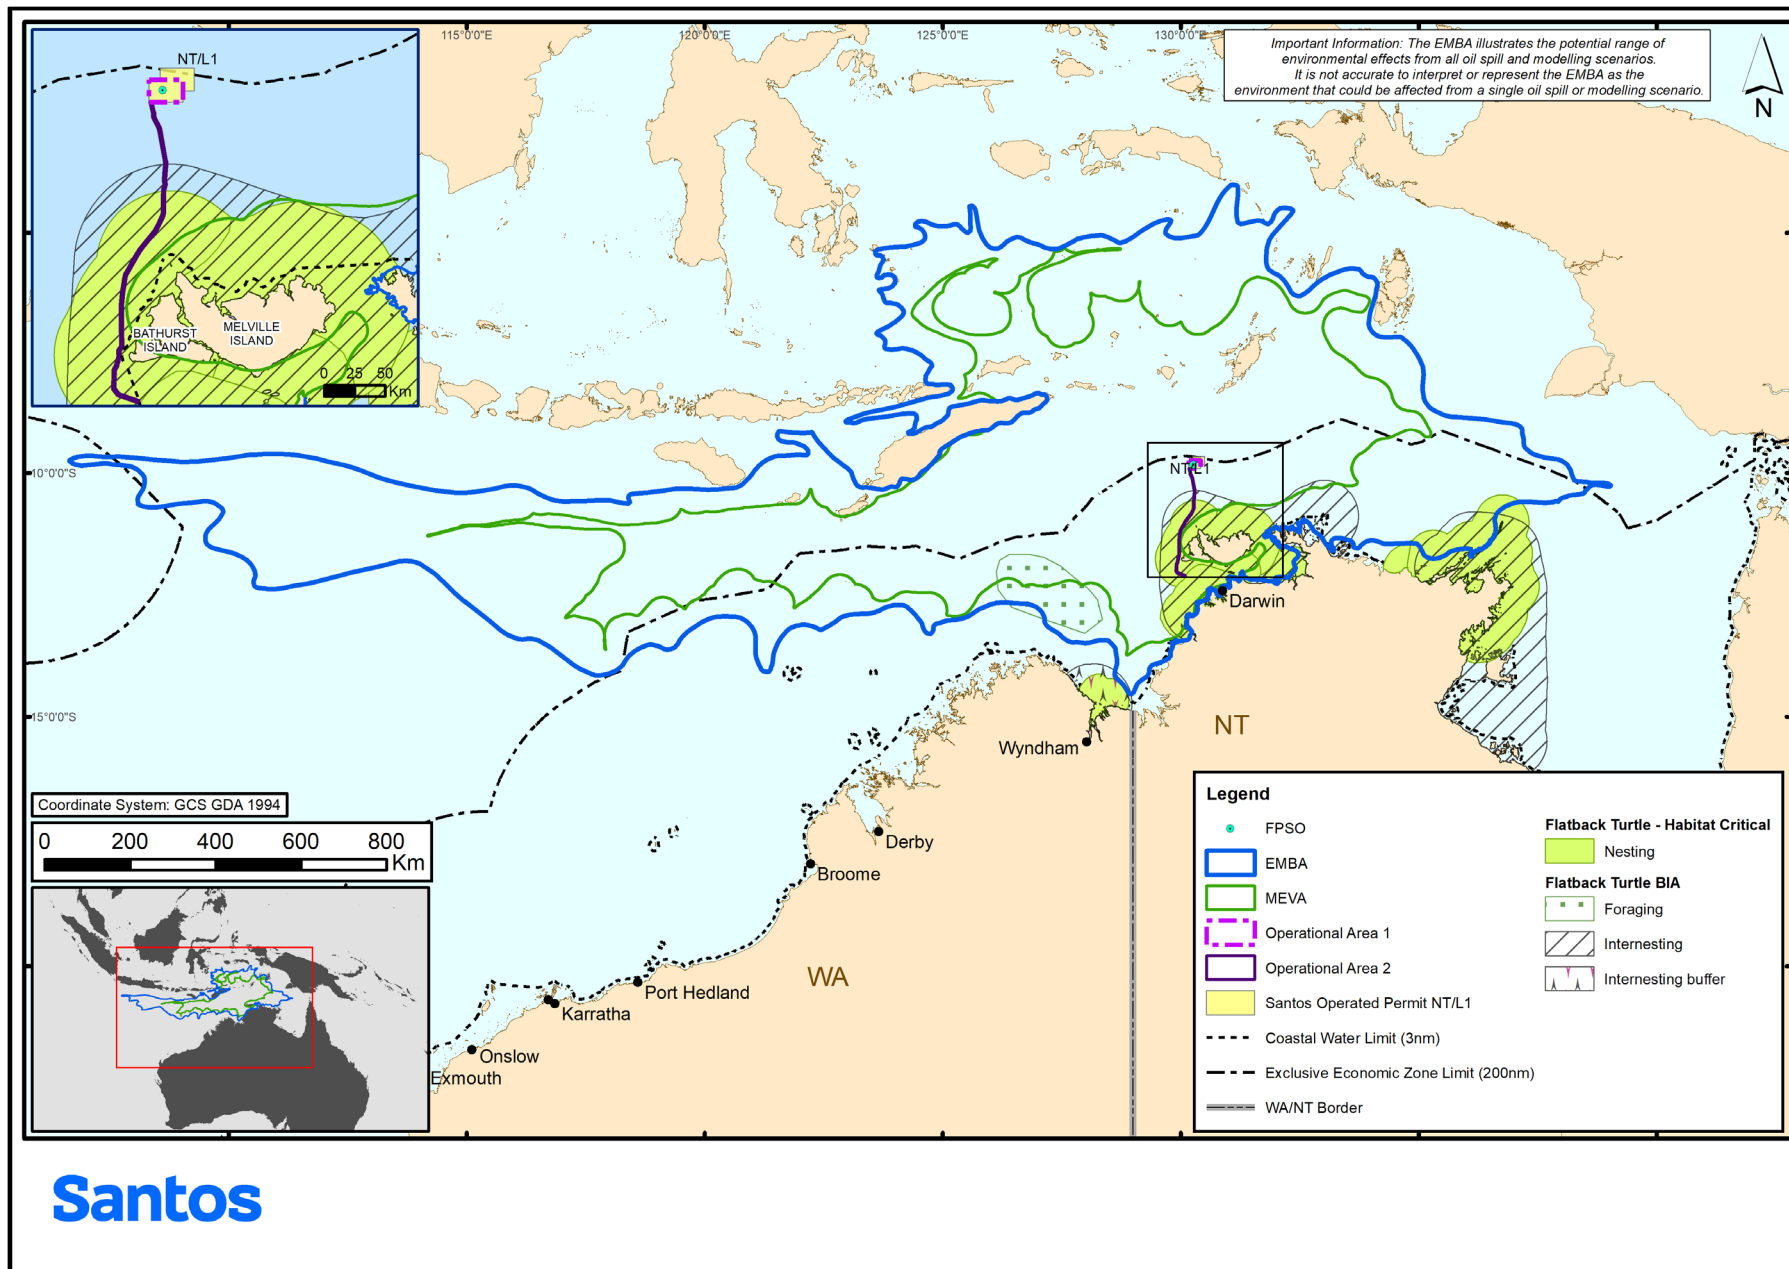 115°0'0"E
120°0'0"E
125°0'0"E
130°0'0"E
Important Information: The EMBA illustrates the potential range of
environmental effects from all oil spill and modelling scenarios.
It is not accurate to interpret or represent the EMBA as the
environment that could be affected from a single oil spill or modelling scenario.
N
NT/L1
BATHURST
ISLAND
MELVILLE
ISLAND
0 25 50
Km
10°0'0"S
NT/L1
Darwin
15°0'0"S
NT
Wyndham
Coordinate System: GCS GDA 1994
0 200 400 600 800
Km
Derby
Broome
WA
Port Hedland
Karratha
Onslow
Exmouth
Legend
FPSO
EMBA
MEVA
Operational Area 1
Operational Area 2
Santos Operated Permit NT/L1
Coastal Water Limit (3nm)
Exclusive Economic Zone Limit (200nm)
WA/NT Border
Flatback Turtle - Habitat Critical
Nesting
Flatback Turtle BIA
Foraging
Internesting
Internesting buffer
Santos